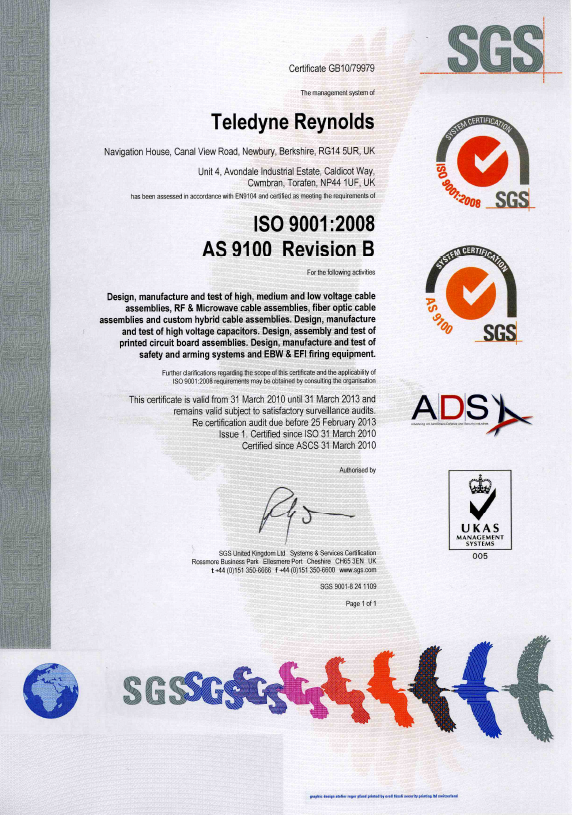 SGS
Certificate GB10/79979
The management system of
Teledyne Reynolds
Navigation House, Canal View Road, Newbury, Berkshire, RG14 5UR, UK
Unit 4, Avondale Industrial Estate, Caldicot Way,
Cwmbran, Torafen, NP44 1UF, UK
has been assessed in accordance with EN9104 and certified as meeting the requirements of
SYSTEM CERTIFICATION
ISO 9001:2008
SGS
ISO 9001:2008
AS 9100 Revision B
For the following activities
SYSTEM CERTIFICATION
AS 9100
SGS
Design, manufacture and test of high, medium and low voltage cable
assemblies, RF & Microwave cable assemblies, fiber optic cable
assemblies and custom hybrid cable assemblies. Design, manufacture
and test of high voltage capacitors. Design, assembly and test of
printed circuit board assemblies. Design, manufacture and test of
safety and arming systems and EBW & EFI firing equipment.
Further clarifications regarding the scope of this certificate and the applicability of
ISO 9001:2008 requirements may be obtained by consulting the organisation
This certificate is valid from 31 March 2010 until 31 March 2013 and
remains valid subject to satisfactory surveillance audits.
Re certification audit due before 25 February 2013
Issue 1. Certified since ISO 31 March 2010
Certified since ASCS 31 March 2010
ADS
Authorised by
UKAS
MANAGEMENT
SYSTEMS
005
SGS United Kingdom Ltd Systems & Services Certification
Rossmore Business Park Ellesmere Port Cheshire CH65 3EN UK
t +44 (0)151 350-6666 f +44 (0)151 350-6600 www.sgs.com
SGS 9001-8 24 1109
Page 1 of 1
SGSSGSSGS